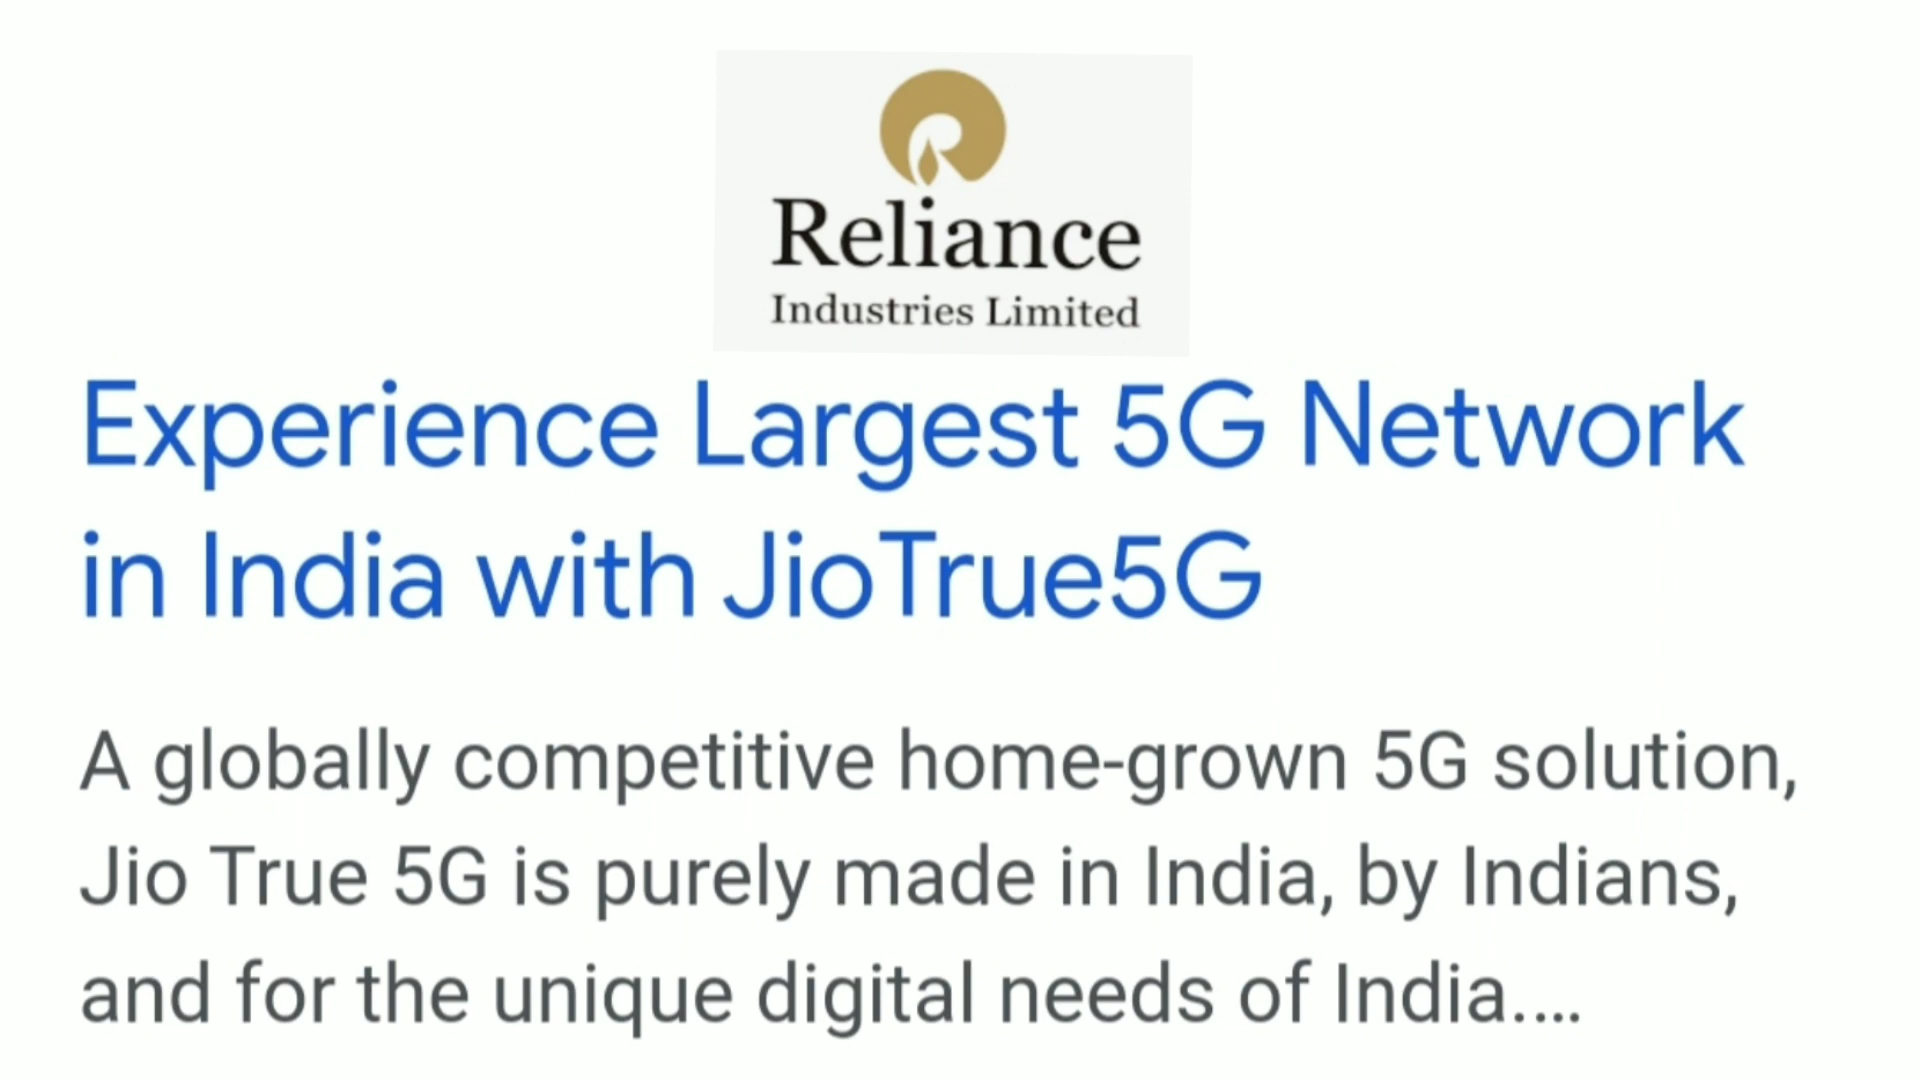 Reliance
Industries Limited
Experience Largest 5G Network
in India with JioTrue5G
A globally competitive home-grown 5G solution,
Jio True 5G is purely made in India, by Indians,
and for the unique digital needs of India....